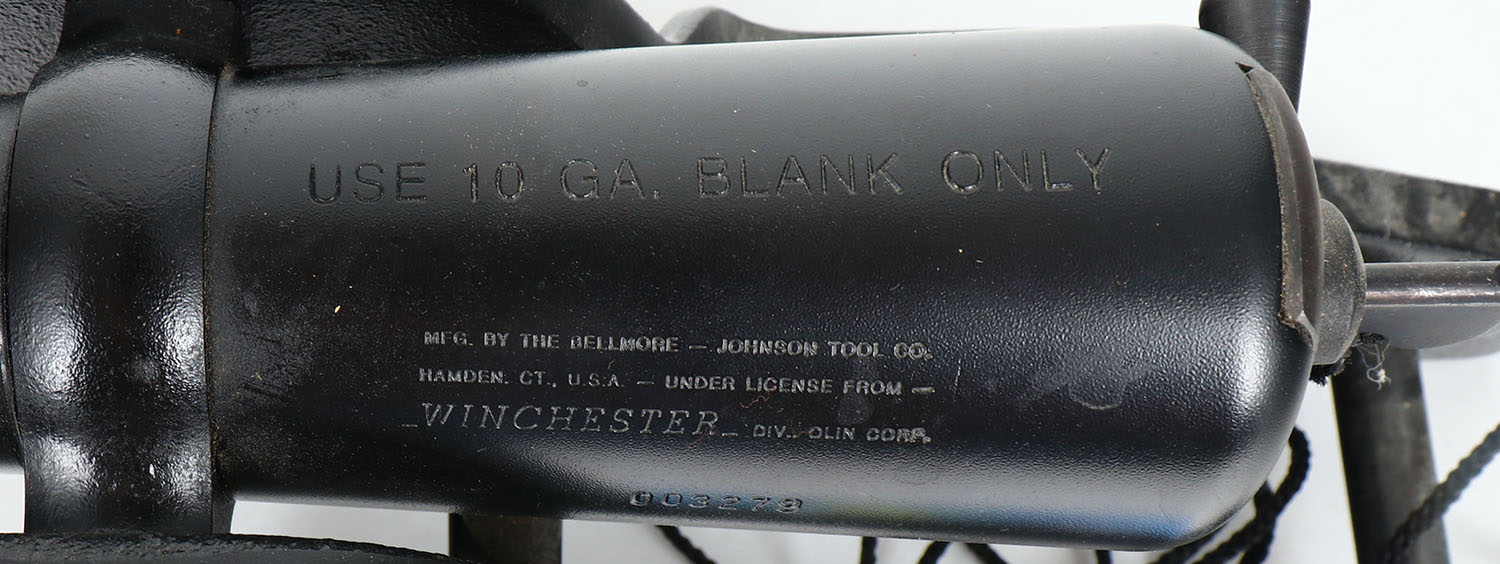 USE 10 GA. BLANK ONLY
MFG. BY THE BELLMORE – JOHNSON TOOL CO.
HAMDEN. CT., U.S.A. – UNDER LICENSE FROM –
–WINCHESTER– DIV.. OLIN CORP.
003279